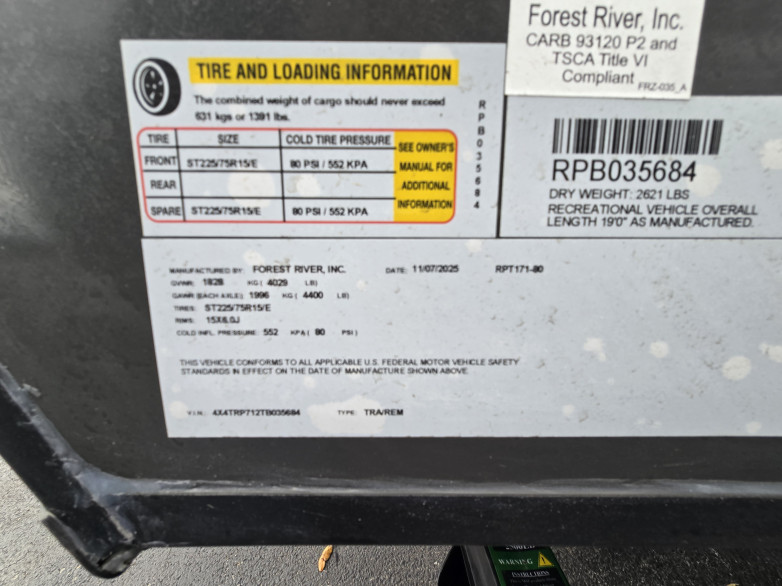 Forest River, Inc.
CARB 93120 P2 and
TSCA Title VI
Compliant
FRZ-035_A
TIRE AND LOADING INFORMATION
The combined weight of cargo should never exceed
631 kgs or 1391 lbs.
TIRE SIZE COLD TIRE PRESSURE SEE OWNER'S
FRONT ST225/75R15/E 80 PSI / 552 KPA MANUAL FOR
REAR ADDITIONAL
SPARE ST225/75R15/E 80 PSI / 552 KPA INFORMATION
RPB035684
RPB035684
DRY WEIGHT: 2621 LBS
RECREATIONAL VEHICLE OVERALL
LENGTH 19'0" AS MANUFACTURED.
MANUFACTURED BY: FOREST RIVER, INC. DATE: 11/07/2025 RPT171-80
GVWR: 1828 KG ( 4029 LB)
GAWR (EACH AXLE): 1996 KG ( 4400 LB)
TIRES: ST225/75R15/E
RIMS: 15X6.0J
COLD INFL. PRESSURE: 552 KPA ( 80 PSI )
THIS VEHICLE CONFORMS TO ALL APPLICABLE U.S. FEDERAL MOTOR VEHICLE SAFETY
STANDARDS IN EFFECT ON THE DATE OF MANUFACTURE SHOWN ABOVE.
V.I.N.: 4X4TRP712TB035684 TYPE: TRA/REM
WARNING